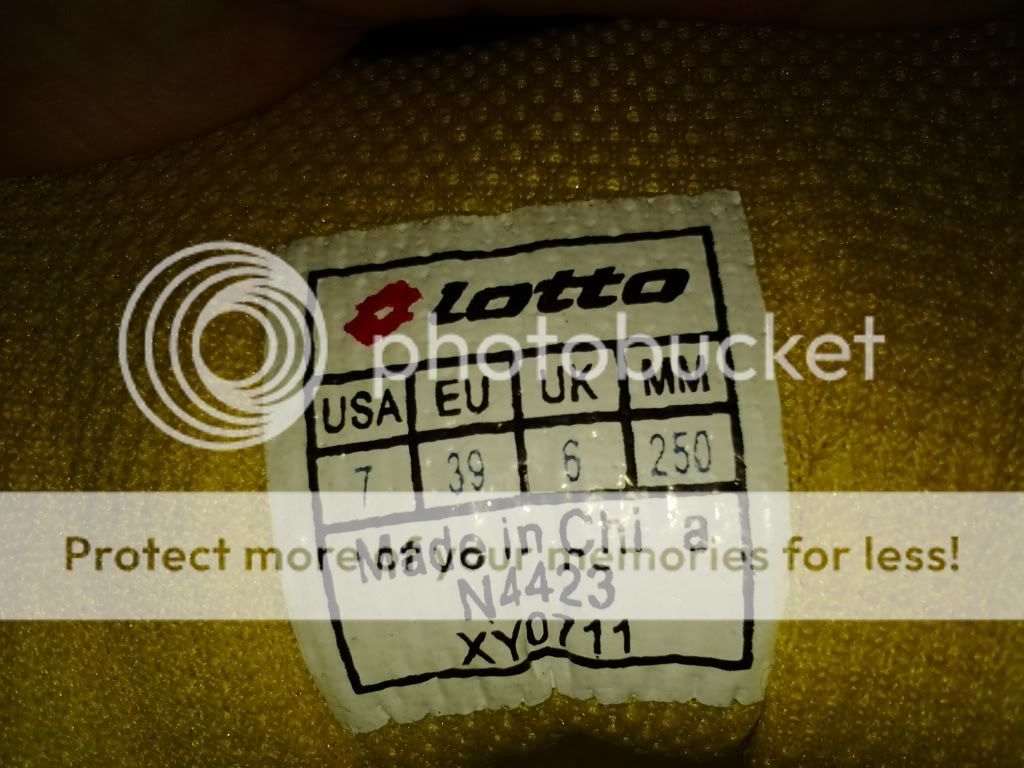 lotto
photobucket
USA EU UK MM
7 39 6 250
Made in Chi a
Protect more of your memories for less!
N4423
XY0711